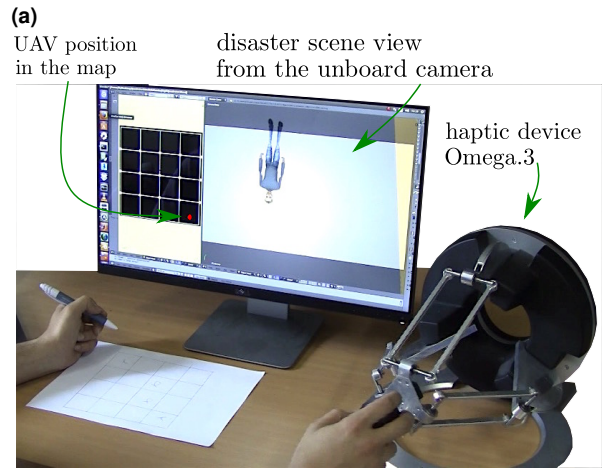 (a)
UAV position
in the map
disaster scene view
from the unboard camera
haptic device
Omega.3